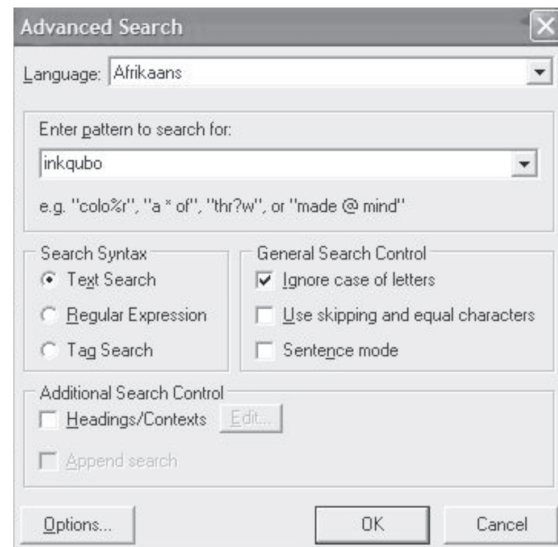 Advanced Search
Language: Afrikaans
Enter pattern to search for:
inkqubo
e.g. "colo%r", "a * of", "thr?w", or "made @ mind"
Search Syntax
Text Search
Regular Expression
Tag Search
General Search Control
Ignore case of letters
Use skipping and equal characters
Sentence mode
Additional Search Control
Headings/Contexts Edit...
Append search
Options... OK Cancel